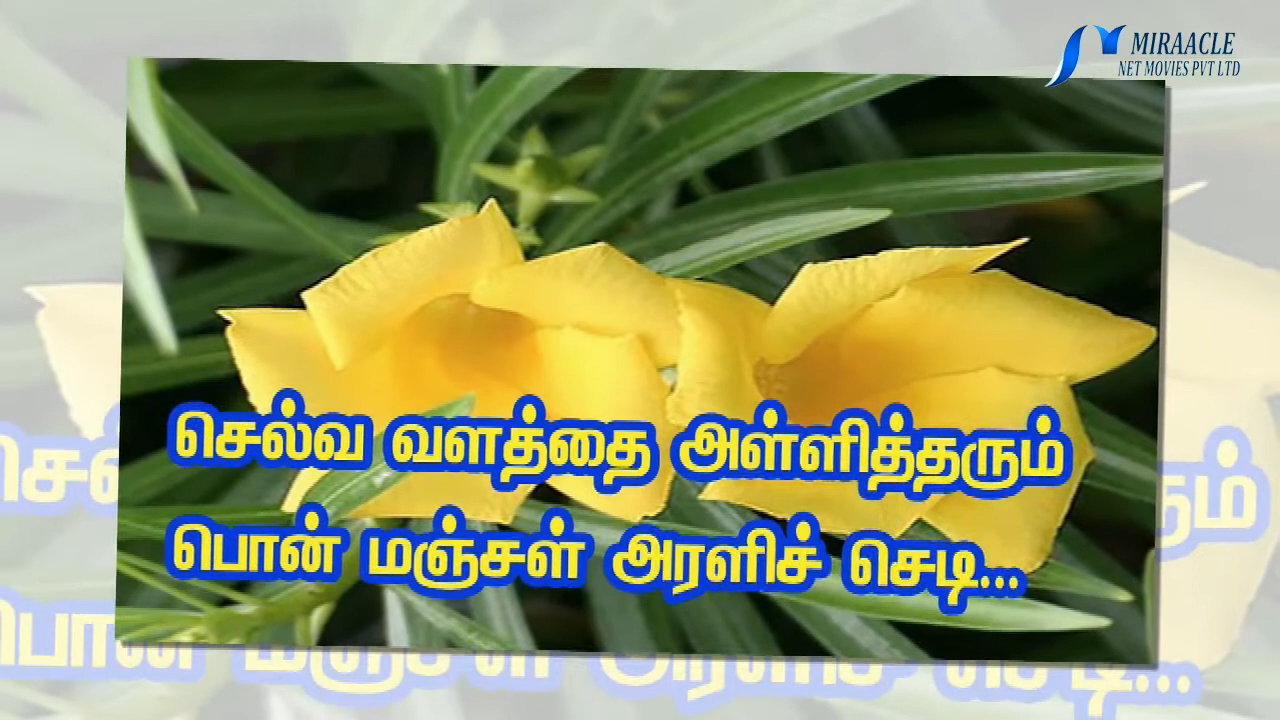 MIRAACLE
NET MOVIES PVT LTD
செல்வ வளத்தை அள்ளித்தரும்
பொன் மஞ்சள் அரளிச் செடி...